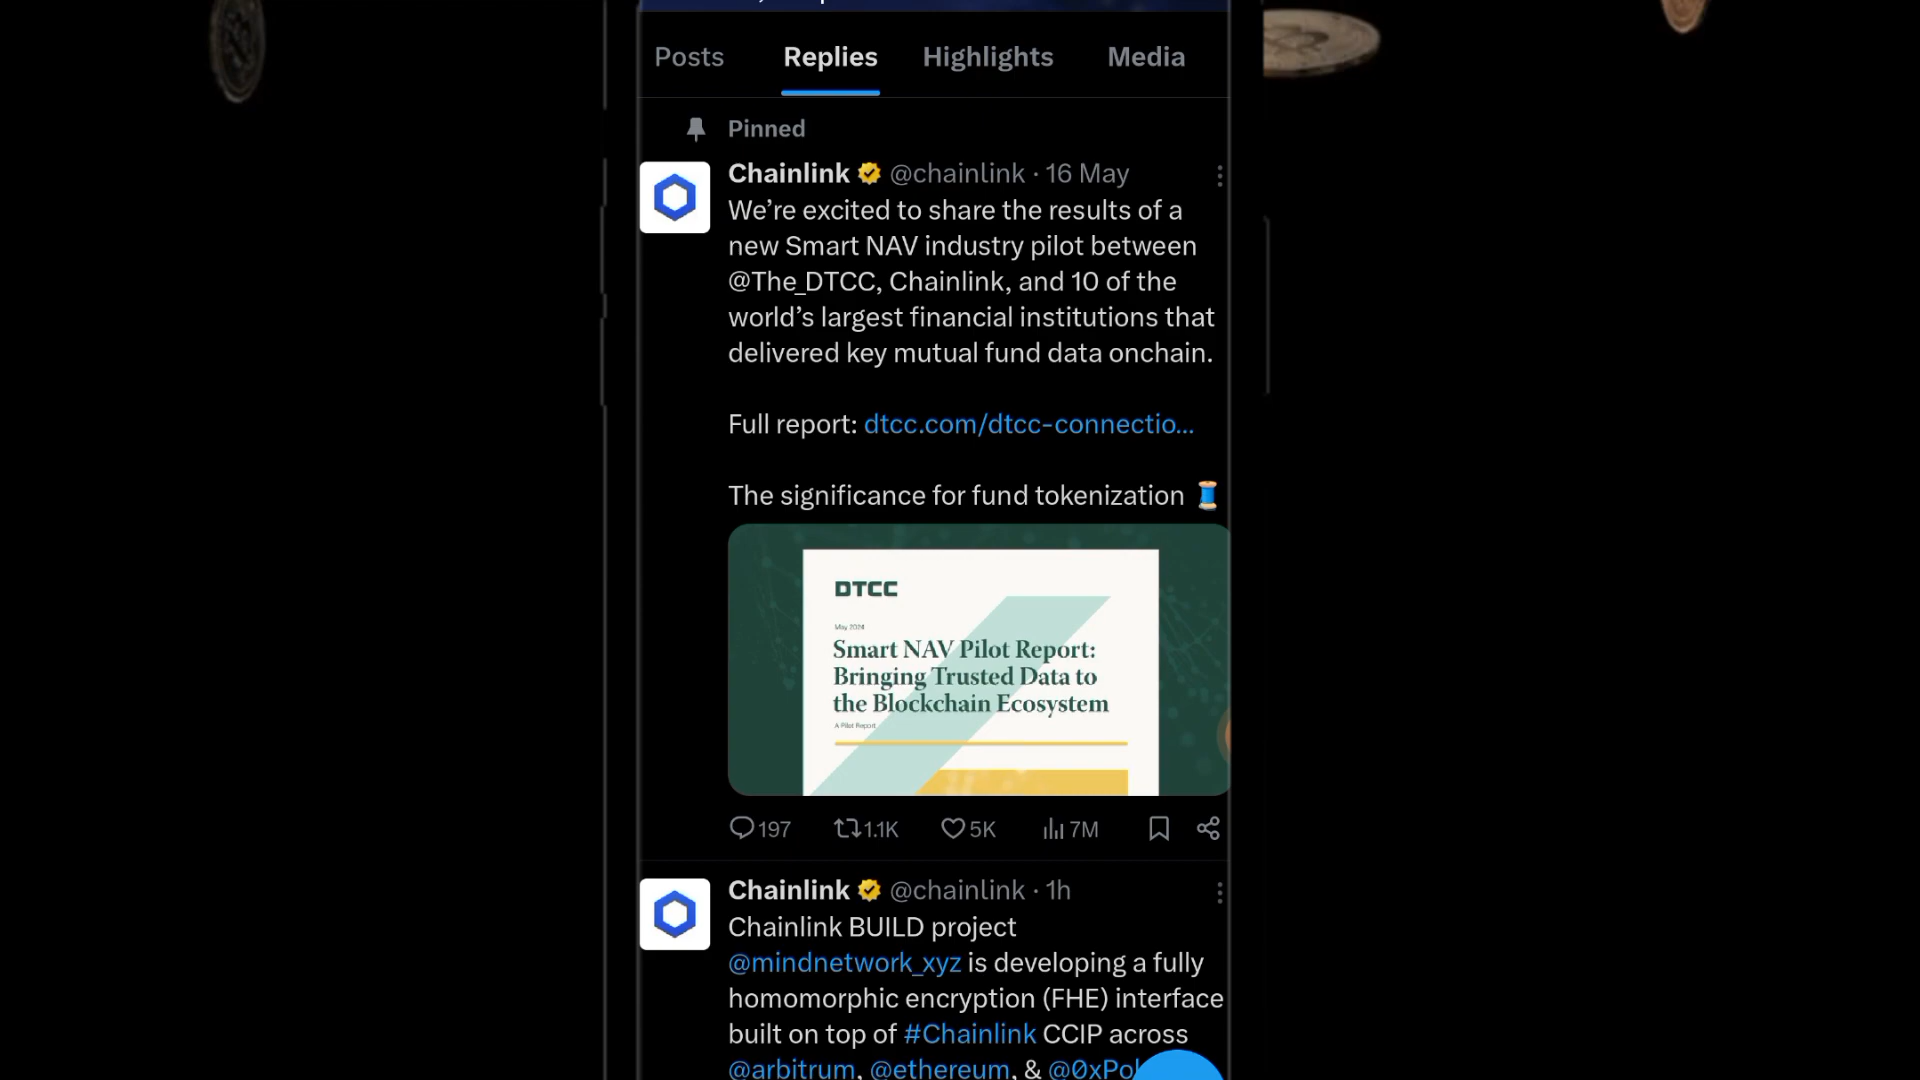 Posts Replies Highlights Media
Pinned
Chainlink @chainlink · 16 May
We’re excited to share the results of a
new Smart NAV industry pilot between
@The_DTCC, Chainlink, and 10 of the
world’s largest financial institutions that
delivered key mutual fund data onchain.
Full report: dtcc.com/dtcc-connectio...
The significance for fund tokenization 🧵
DTCC
May 2024
Smart NAV Pilot Report:
Bringing Trusted Data to
the Blockchain Ecosystem
A Pilot Report
197 1.1K 5K 7M
Chainlink @chainlink · 1h
Chainlink BUILD project
@mindnetwork_xyz is developing a fully
homomorphic encryption (FHE) interface
built on top of #Chainlink CCIP across
@arbitrum, @ethereum, &